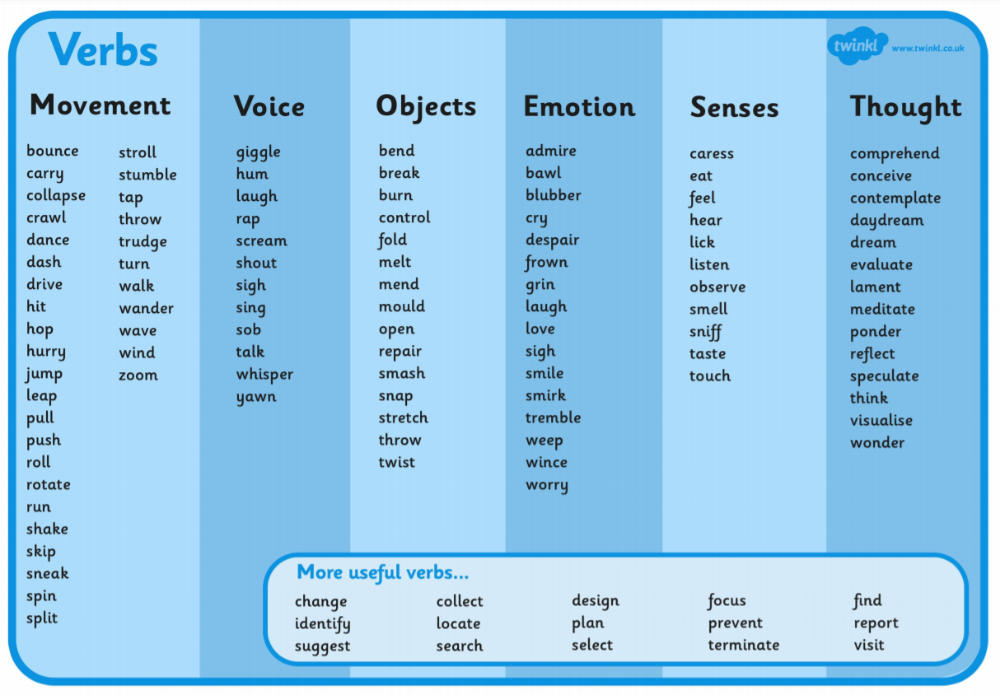 Verbs
twinkl www.twinkl.co.uk
Movement
bounce
carry
collapse
crawl
dance
dash
drive
hit
hop
hurry
jump
leap
pull
push
roll
rotate
run
shake
skip
sneak
spin
split
stroll
stumble
tap
throw
trudge
turn
walk
wander
wave
wind
zoom
Voice
giggle
hum
laugh
rap
scream
shout
sigh
sing
sob
talk
whisper
yawn
Objects
bend
break
burn
control
fold
melt
mend
mould
open
repair
smash
snap
stretch
throw
twist
Emotion
admire
bawl
blubber
cry
despair
frown
grin
laugh
love
sigh
smile
smirk
tremble
weep
wince
worry
Senses
caress
eat
feel
hear
lick
listen
observe
smell
sniff
taste
touch
Thought
comprehend
conceive
contemplate
daydream
dream
evaluate
lament
meditate
ponder
reflect
speculate
think
visualise
wonder
More useful verbs...
change collect design focus find
identify locate plan prevent report
suggest search select terminate visit